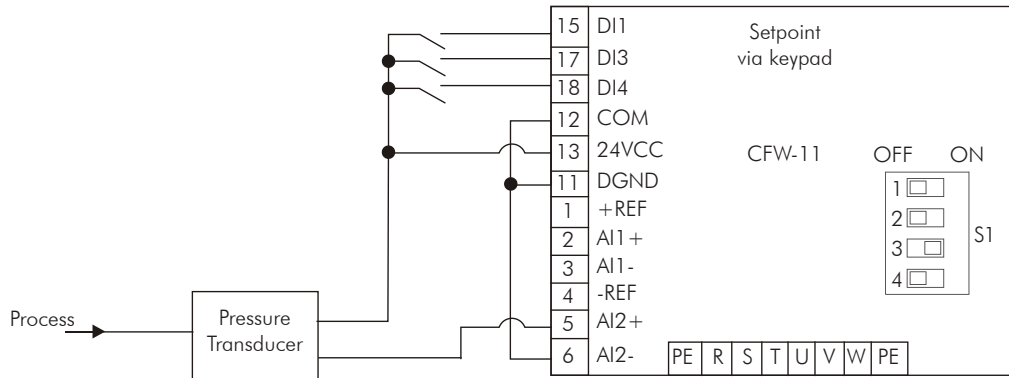 15 DI1
17 DI3
18 DI4
12 COM
13 24VCC
11 DGND
1 +REF
2 AI1+
3 AI1-
4 -REF
5 AI2+
6 AI2-
Setpoint
via keypad
CFW-11
OFF ON
1
2
3
4
S1
Process
Pressure
Transducer
PE R S T U V W PE